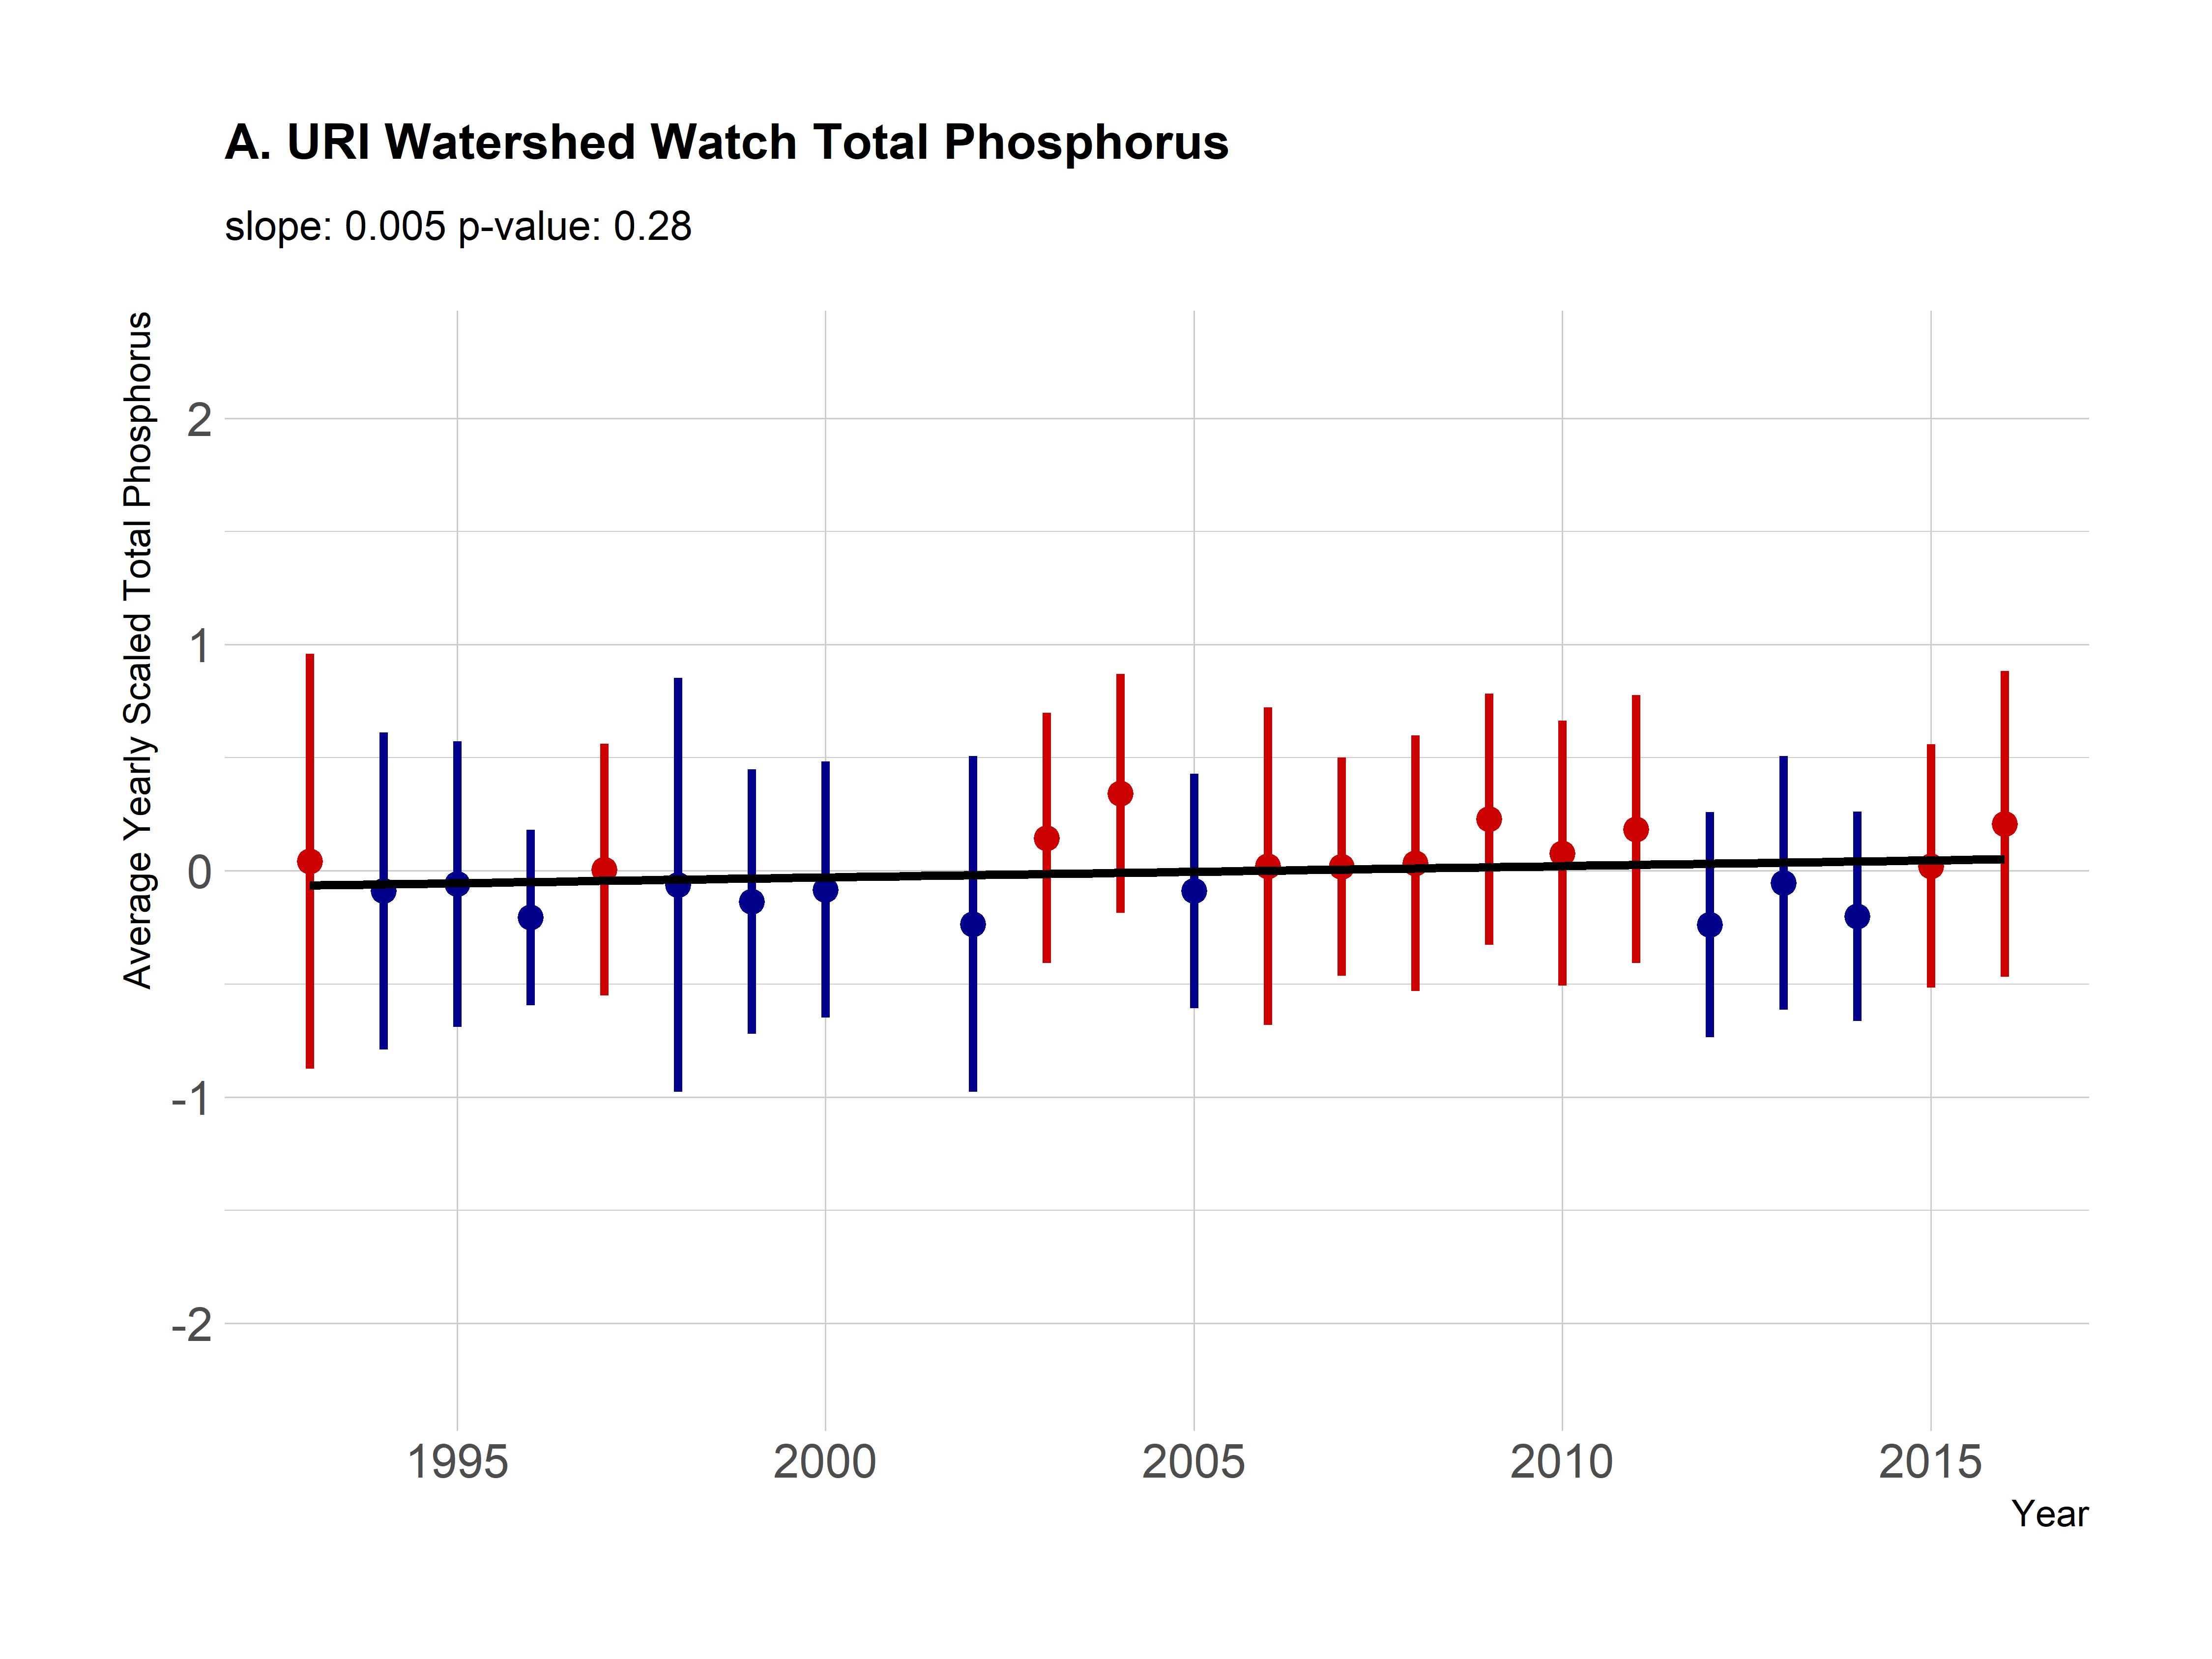 A. URI Watershed Watch Total Phosphorus
slope: 0.005 p-value: 0.28
Average Yearly Scaled Total Phosphorus
2
1
0
-1
-2
1995 2000 2005 2010 2015
Year